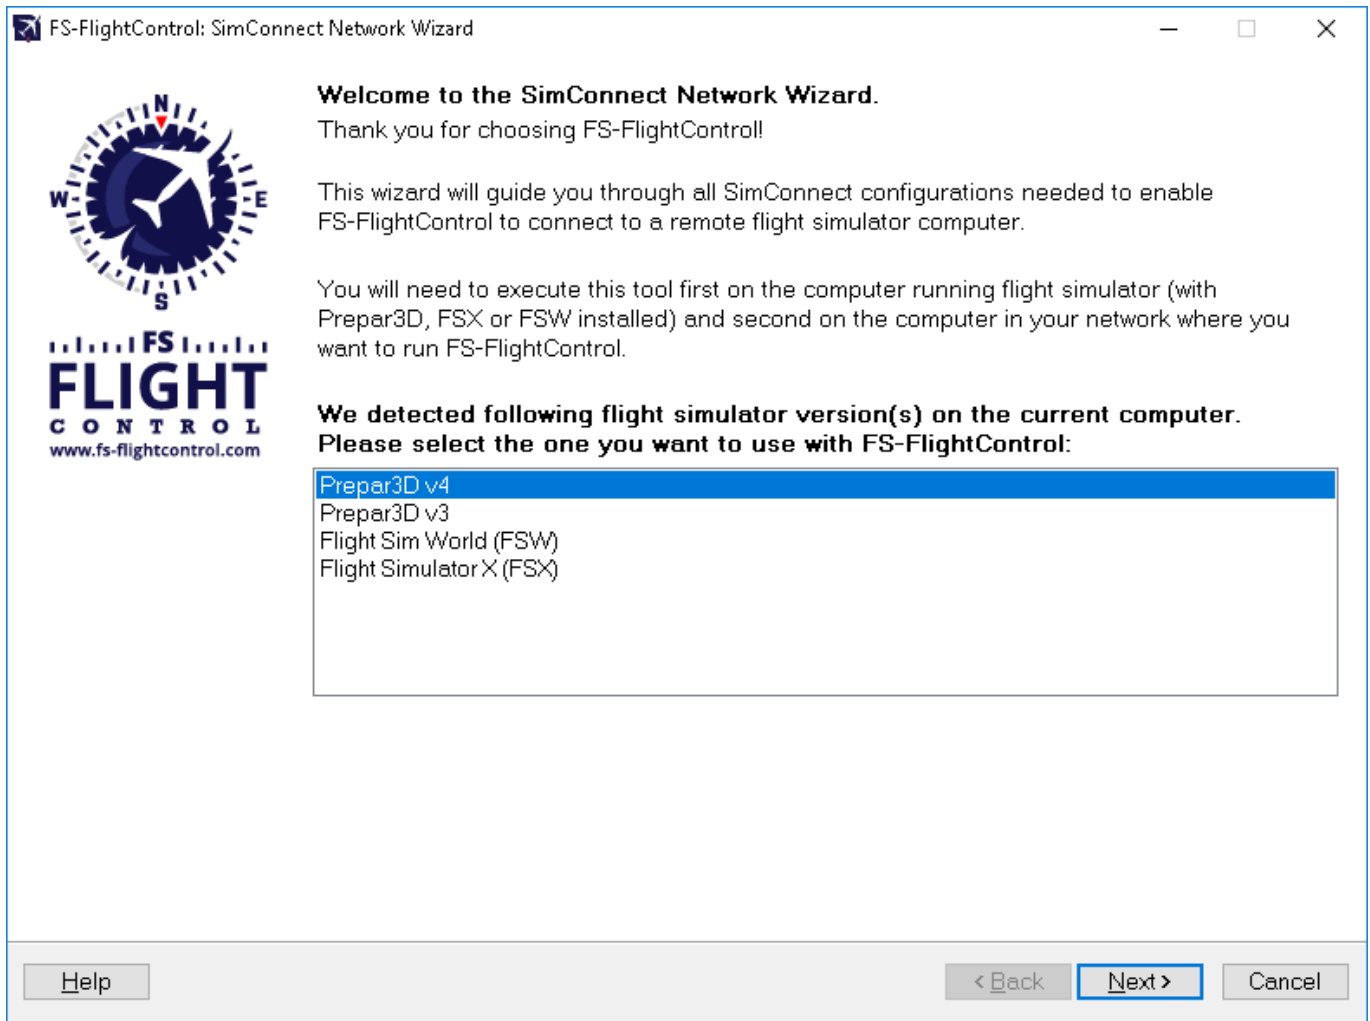 FS-FlightControl: SimConnect Network Wizard
N
W
E
S
FS
FLIGHT
CONTROL
www.fs-flightcontrol.com
Welcome to the SimConnect Network Wizard.
Thank you for choosing FS-FlightControl!
This wizard will guide you through all SimConnect configurations needed to enable
FS-FlightControl to connect to a remote flight simulator computer.
You will need to execute this tool first on the computer running flight simulator (with
Prepar3D, FSX or FSW installed) and second on the computer in your network where you
want to run FS-FlightControl.
We detected following flight simulator version(s) on the current computer.
Please select the one you want to use with FS-FlightControl:
Prepar3D v4
Prepar3D v3
Flight Sim World (FSW)
Flight Simulator X (FSX)
Help
< Back
Next >
Cancel